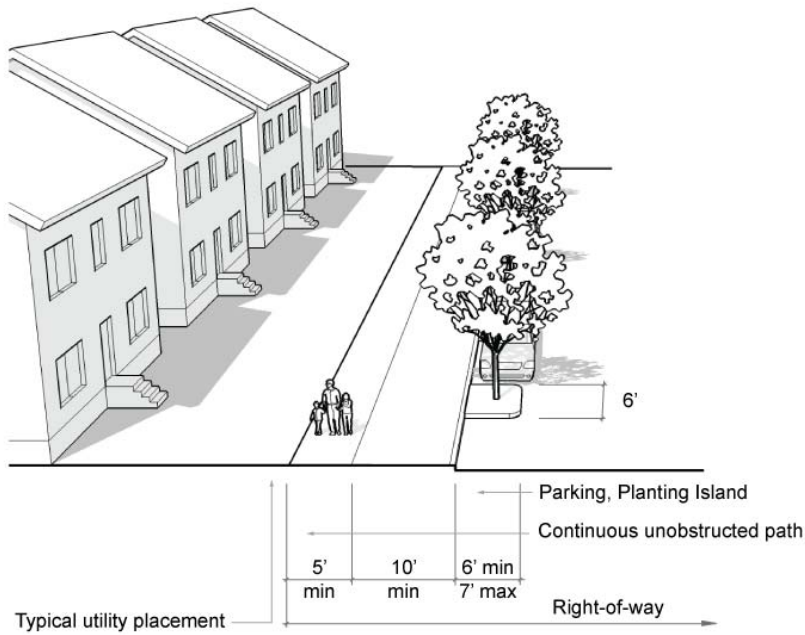 6’
Parking, Planting Island
Continuous unobstructed path
5’ 10’ 6’ min
min min 7’ max
Right-of-way
Typical utility placement